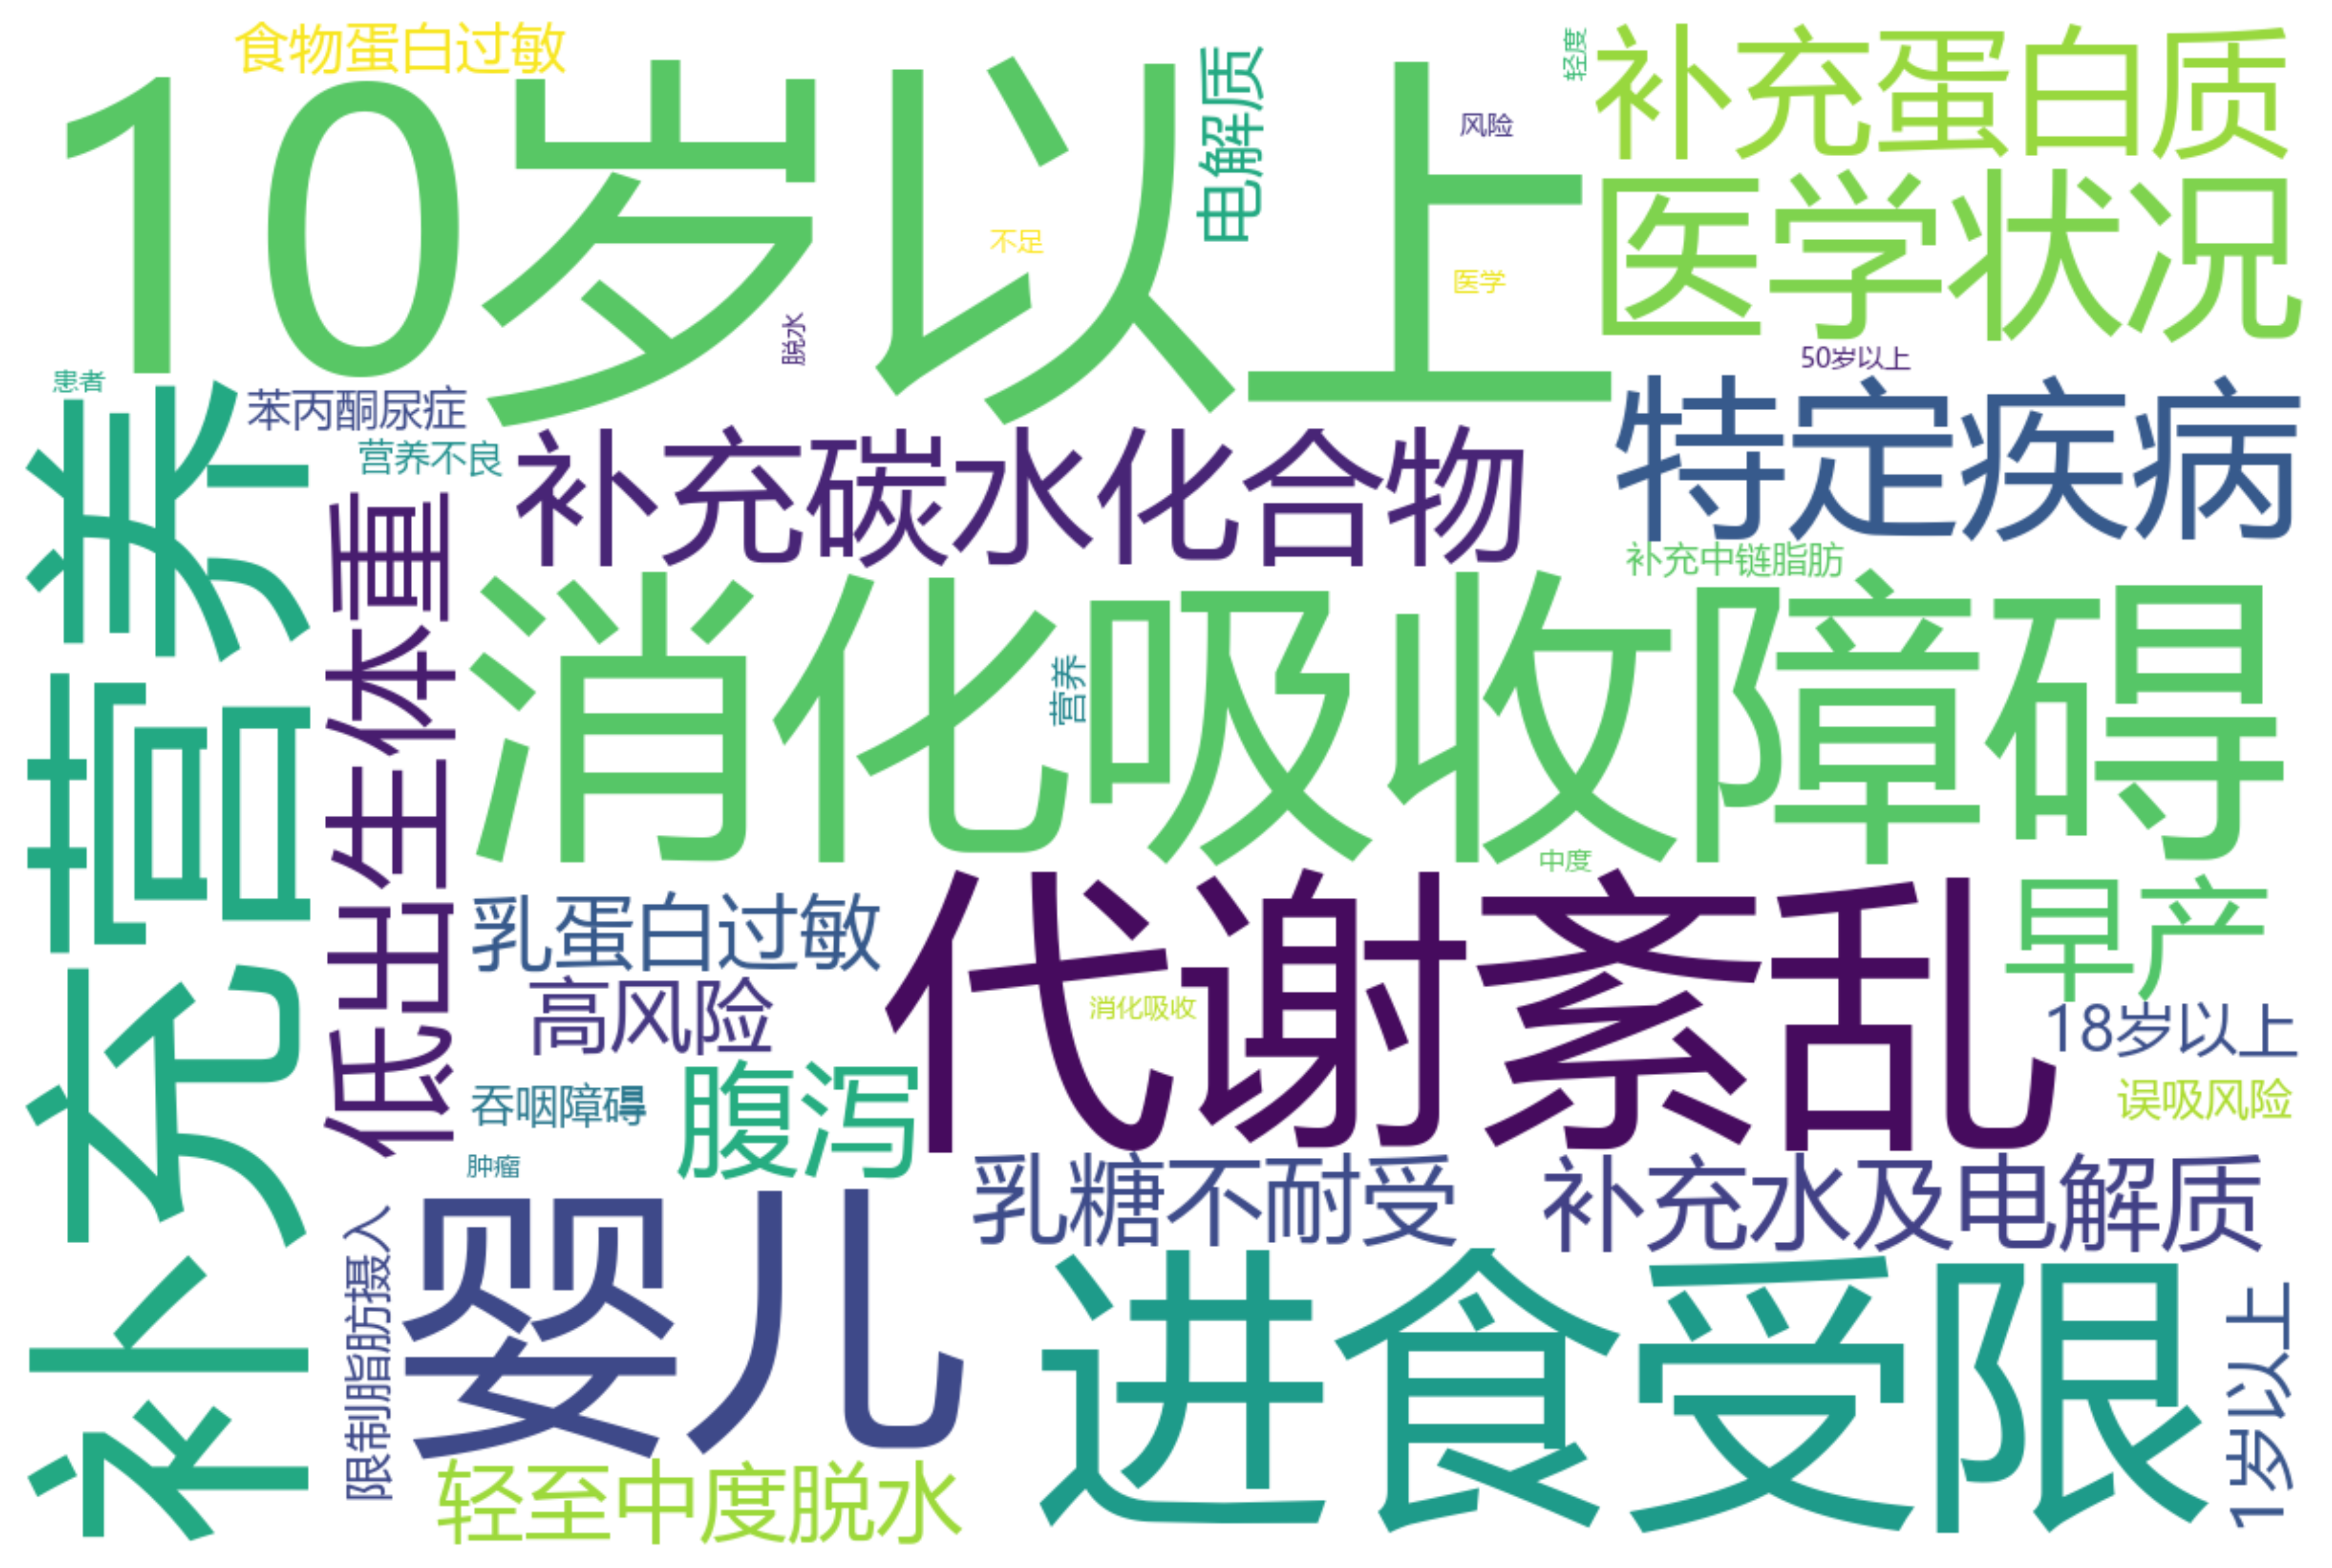 食物蛋白过敏
10岁以上
电解质
轻度
补充蛋白质
风险
不足
医学
医学状况
脱水
50岁以上
患者
苯丙酮尿症
营养不良
补充碳水化合物
特定疾病
补充中链脂肪
补充营养
低出生体重
消化吸收障碍
营养
中度
乳蛋白过敏
代谢紊乱
早产
高风险
消化吸收
18岁以上
吞咽障碍
腹泻
误吸风险
肿瘤
乳糖不耐受
补充水及电解质
限制脂肪摄入
婴儿
进食受限
1岁以上
轻至中度脱水